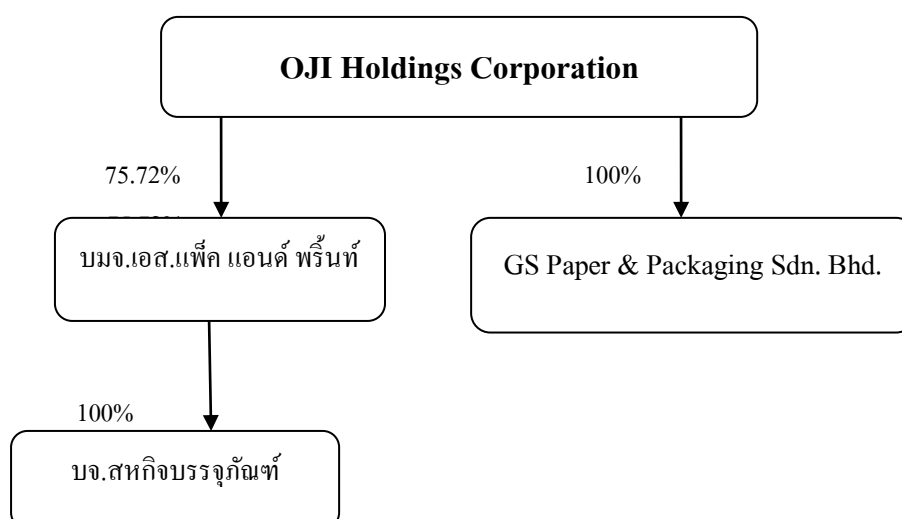 OJI Holdings Corporation
75.72%
100%
บมจ.เอส.แพ็ค แอนด์ พริ้นท์
GS Paper & Packaging Sdn. Bhd.
100%
บจ.สหกิจบรรจุภัณฑ์